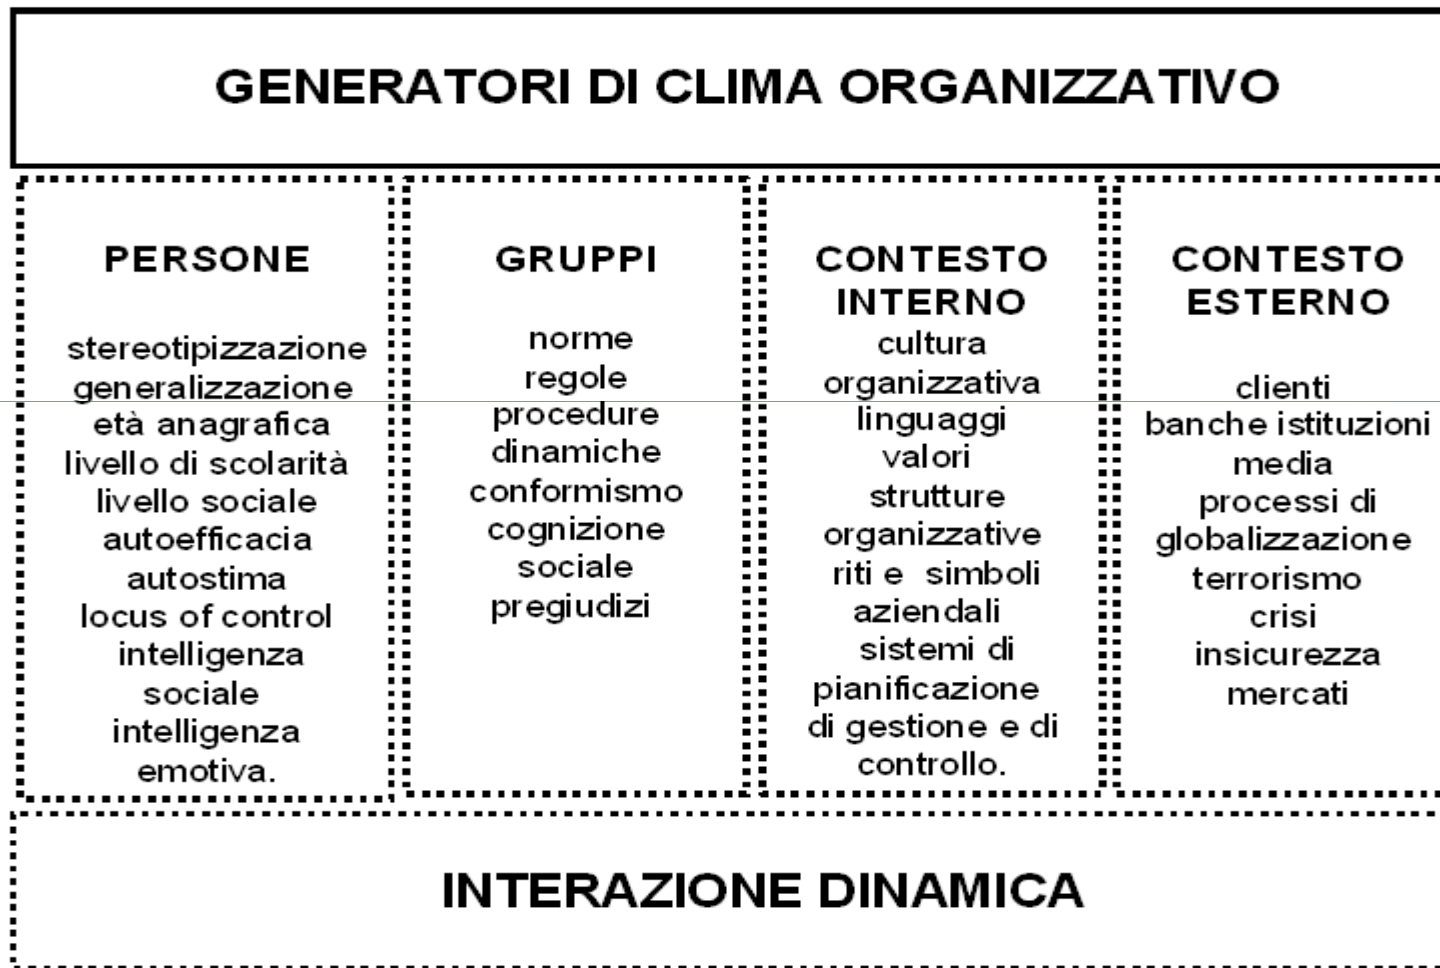 GENERATORI DI CLIMA ORGANIZZATIVO
PERSONE
stereotipizzazione
generalizzazione
età anagrafica
livello di scolarità
livello sociale
autoefficacia
autostima
locus of control
intelligenza
sociale
intelligenza
emotiva.
GRUPPI
norme
regole
procedure
dinamiche
conformismo
cognizione
sociale
pregiudizi
CONTESTO
INTERNO
cultura
organizzativa
linguaggi
valori
strutture
organizzative
riti e simboli
aziendali
sistemi di
pianificazione
di gestione e di
controllo.
CONTESTO
ESTERNO
clienti
banche istituzioni
media
processi di
globalizzazione
terrorismo
crisi
insicurezza
mercati
INTERAZIONE DINAMICA